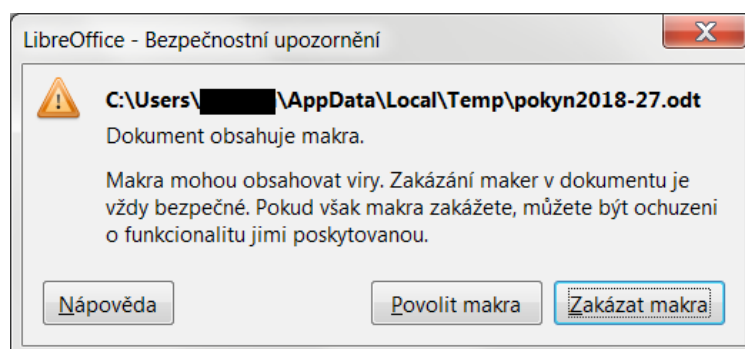 LibreOffice - Bezpečnostní upozornění
C:\Users\ \AppData\Local\Temp\pokyn2018-27.odt
Dokument obsahuje makra.
Makra mohou obsahovat viry. Zakázání maker v dokumentu je
vždy bezpečné. Pokud však makra zakážete, můžete být ochuzeni
o funkcionalitu jimi poskytovanou.
Nápověda Povolit makra Zakázat makra